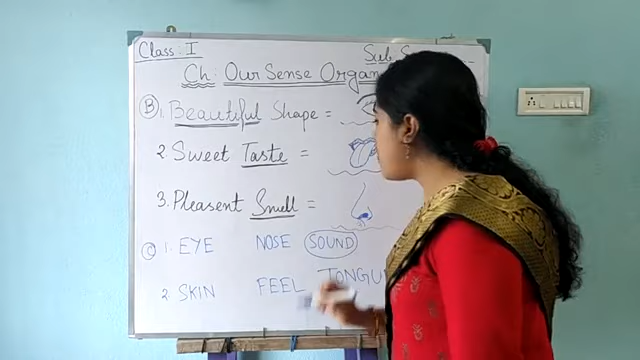 Class: I
Sub: S
Ch: Our Sense Organ
B 1. Beautiful Shape =
2. Sweet Taste =
3. Pleasent Smell =
C 1. EYE NOSE SOUND
2. SKIN FEEL TONGU